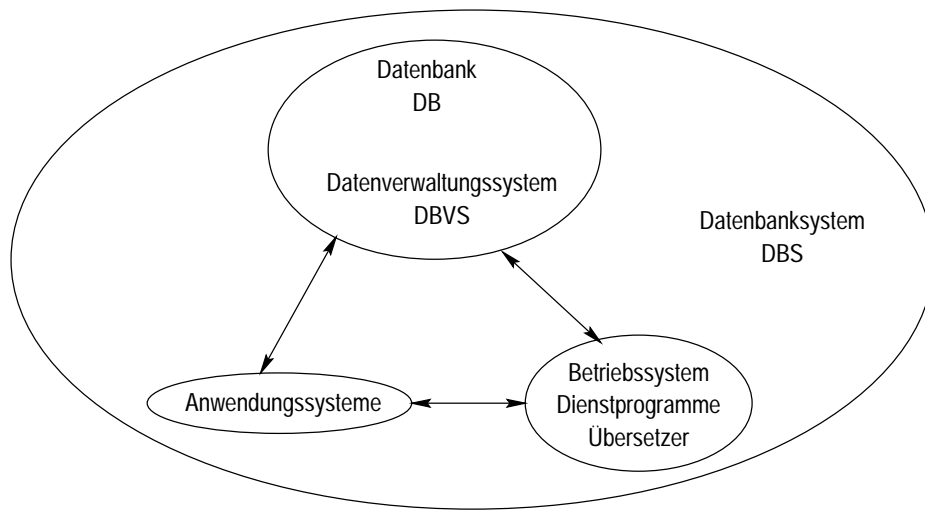 Datenbank
DB
Datenverwaltungssystem
DBVS
Datenbanksystem
DBS
Anwendungssysteme
Betriebssystem
Dienstprogramme
Übersetzer